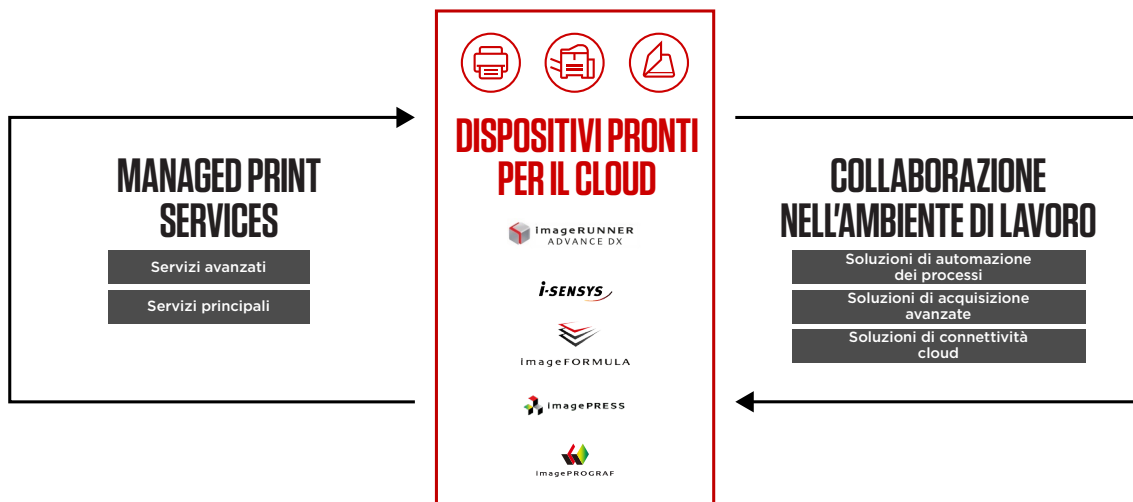 MANAGED PRINT
SERVICES
Servizi avanzati
Servizi principali
DISPOSITIVI PRONTI
PER IL CLOUD
imageRUNNER
ADVANCE DX
i-SENSYS
imageFORMULA
imagePRESS
imagePROGRAF
COLLABORAZIONE
NELL'AMBIENTE DI LAVORO
Soluzioni di automazione
dei processi
Soluzioni di acquisizione
avanzate
Soluzioni di connettività
cloud